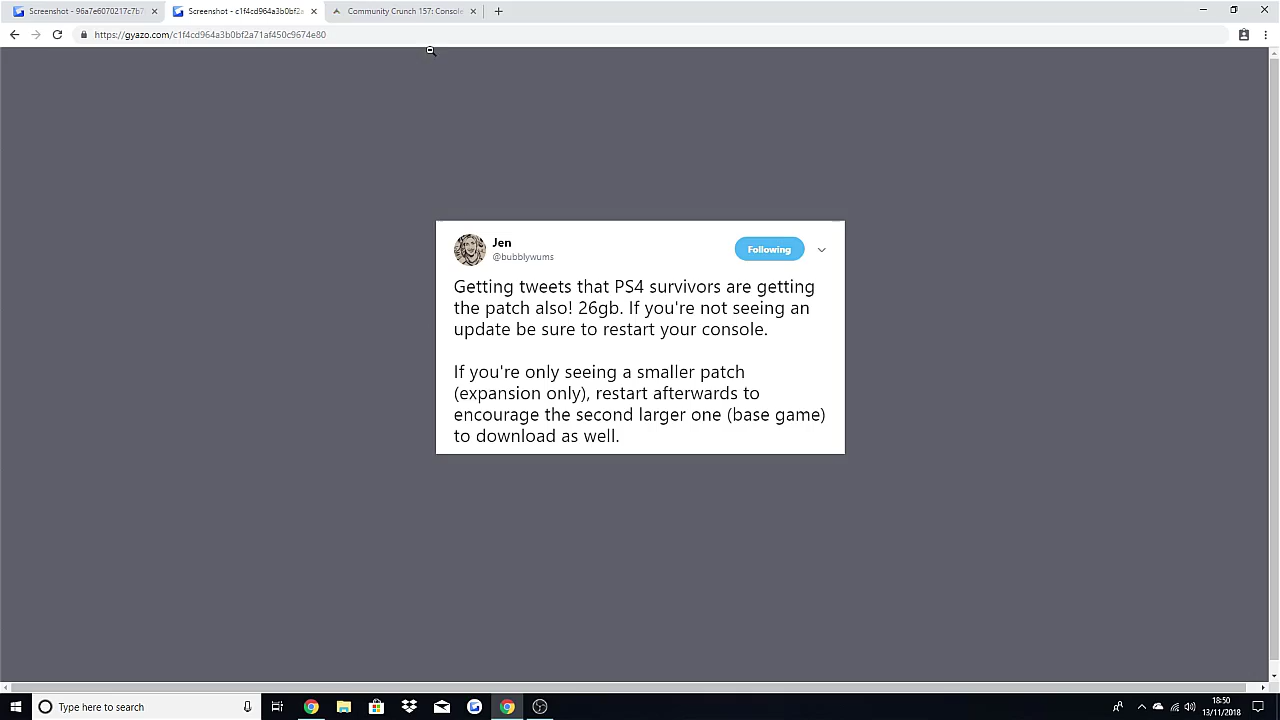 Screenshot - 96a7e6070217c7b7
Screenshot - c1f4cd964a3b0bf2a
Community Crunch 157: Console
https://gyazo.com/c1f4cd964a3b0bf2a71af450c9674e80
Jen
@bubblywums
Following
Getting tweets that PS4 survivors are getting
the patch also! 26gb. If you're not seeing an
update be sure to restart your console.
If you're only seeing a smaller patch
(expansion only), restart afterwards to
encourage the second larger one (base game)
to download as well.
Type here to search
18:50
13/11/2018